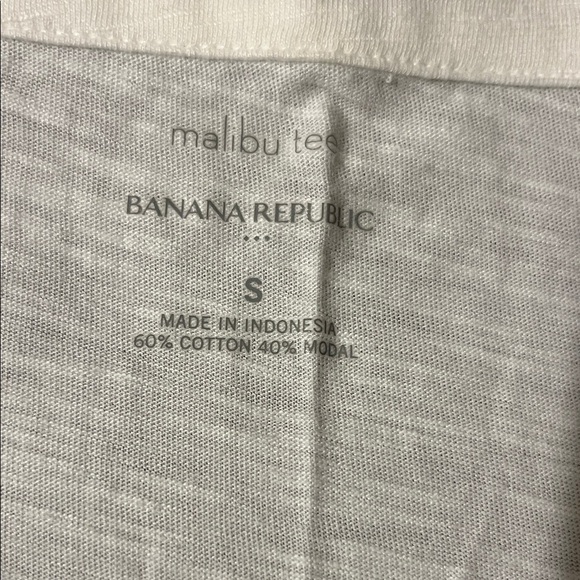 malibu tee
BANANA REPUBLIC
S
MADE IN INDONESIA
60% COTTON 40% MODAL